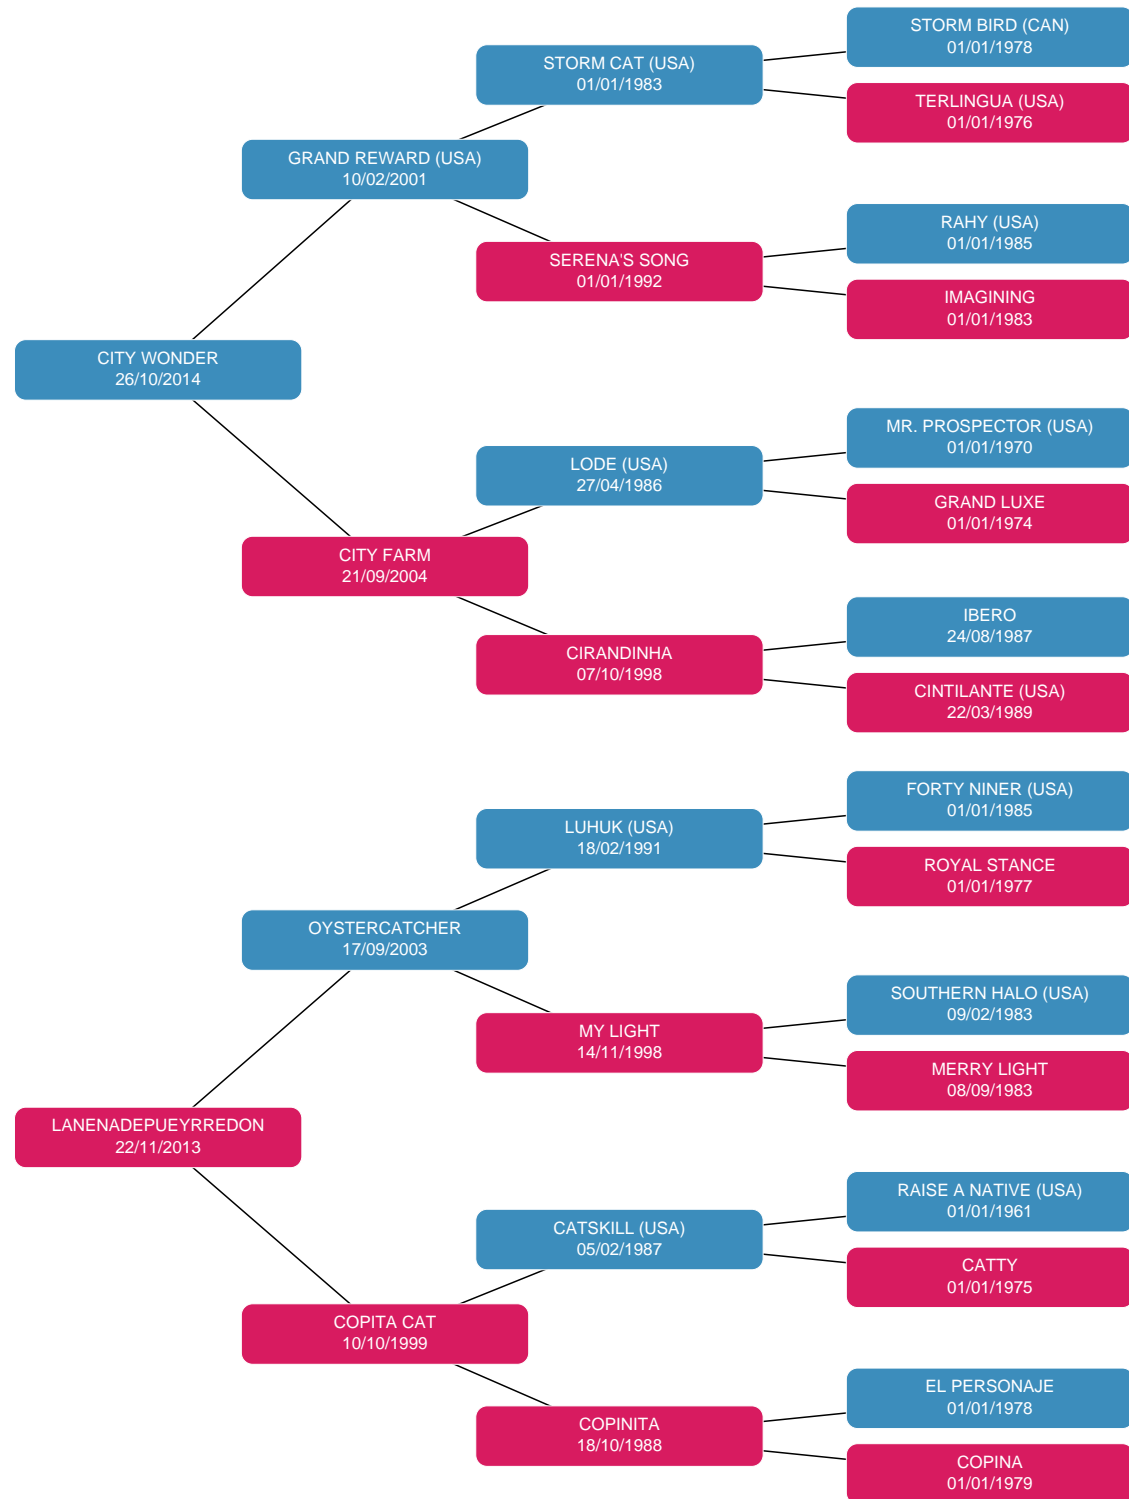 STORM BIRD (CAN)
01/01/1978
STORM CAT (USA)
01/01/1983
TERLINGUA (USA)
01/01/1976
GRAND REWARD (USA)
10/02/2001
RAHY (USA)
01/01/1985
SERENA'S SONG
01/01/1992
IMAGINING
01/01/1983
CITY WONDER
26/10/2014
MR. PROSPECTOR (USA)
01/01/1970
LODE (USA)
27/04/1986
GRAND LUXE
01/01/1974
CITY FARM
21/09/2004
IBERO
24/08/1987
CIRANDINHA
07/10/1998
CINTILANTE (USA)
22/03/1989
FORTY NINER (USA)
01/01/1985
LUHUK (USA)
18/02/1991
ROYAL STANCE
01/01/1977
OYSTERCATCHER
17/09/2003
SOUTHERN HALO (USA)
09/02/1983
MY LIGHT
14/11/1998
MERRY LIGHT
08/09/1983
LANENADEPUEYRREDON
22/11/2013
RAISE A NATIVE (USA)
01/01/1961
CATSKILL (USA)
05/02/1987
CATTY
01/01/1975
COPITA CAT
10/10/1999
EL PERSONAJE
01/01/1978
COPINITA
18/10/1988
COPINA
01/01/1979